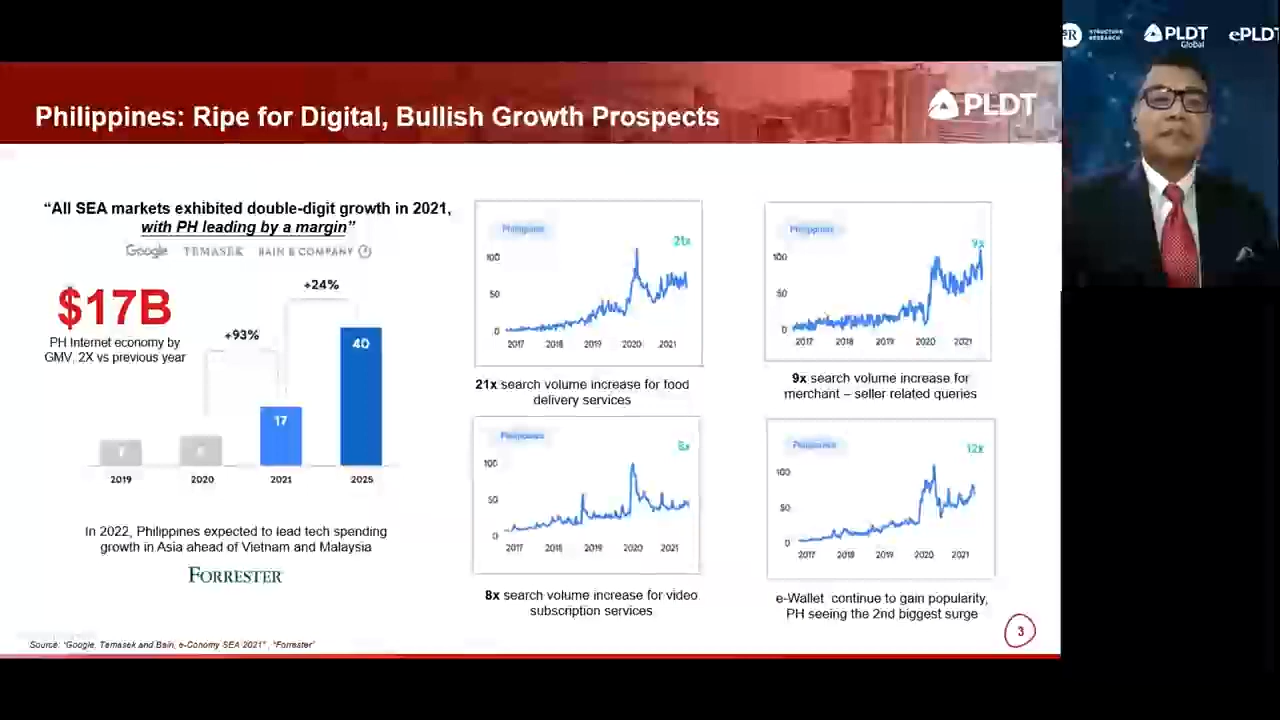 Philippines: Ripe for Digital, Bullish Growth Prospects
PLDT
STRUCTURE
RESEARCH
PLDT
Global
ePLDT
“All SEA markets exhibited double-digit growth in 2021,
with PH leading by a margin”
Google TEMASEK BAIN & COMPANY
$17B
PH Internet economy by
GMV, 2X vs previous year
+93%
+24%
17
40
2019 2020 2021 2025
In 2022, Philippines expected to lead tech spending
growth in Asia ahead of Vietnam and Malaysia
FORRESTER
Source: “Google, Temasek and Bain, e-Conomy SEA 2021” , “Forrester”
Philippines
21x
100
50
0
2017 2018 2019 2020 2021
21x search volume increase for food
delivery services
Philippines
9x
100
50
0
2017 2018 2019 2020 2021
9x search volume increase for
merchant – seller related queries
Philippines
100
50
0
2017 2018 2019 2020 2021
8x search volume increase for video
subscription services
Philippines
12x
100
50
0
2017 2018 2019 2020 2021
e-Wallet continue to gain popularity,
PH seeing the 2nd biggest surge
3